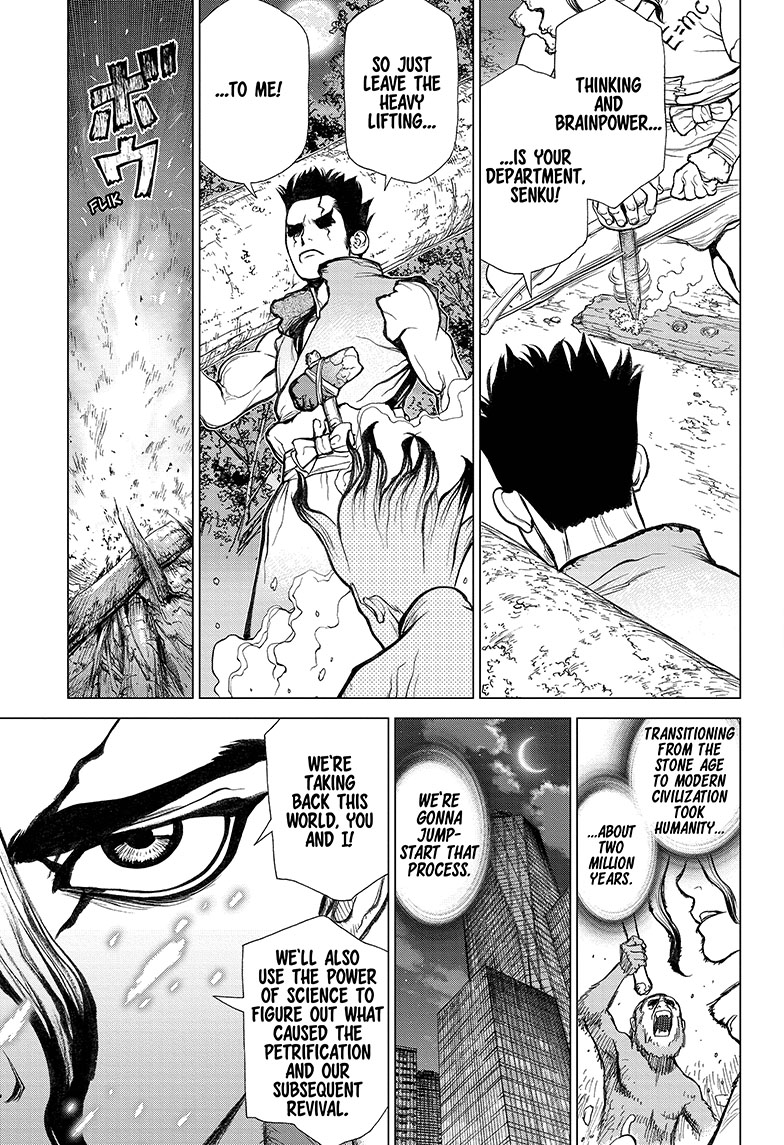 E=mc
THINKING
AND
BRAINPOWER...
...IS YOUR
DEPARTMENT,
SENKU!
SO JUST
LEAVE THE
HEAVY
LIFTING...
...TO ME!
ボウ
FLIK
TRANSITIONING
FROM THE
STONE AGE
TO MODERN
CIVILIZATION
TOOK
HUMANITY...
...ABOUT
TWO
MILLION
YEARS.
WE'RE
GONNA
JUMP-
START THAT
PROCESS.
WE'RE
TAKING
BACK THIS
WORLD, YOU
AND I!
WE'LL ALSO
USE THE POWER
OF SCIENCE TO
FIGURE OUT WHAT
CAUSED THE
PETRIFICATION
AND OUR
SUBSEQUENT
REVIVAL.